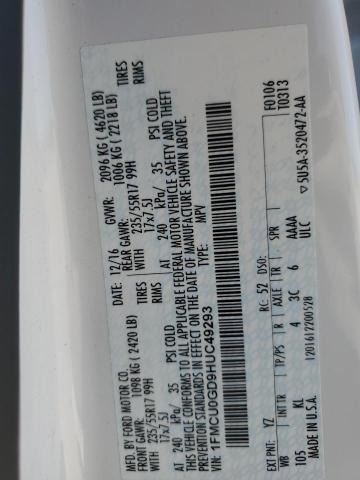 MFD. BY FORD MOTOR CO.
DATE: 12/16 GVWR: 2096 KG ( 4620 LB)
FRONT GAWR: 1098 KG ( 2420 LB) REAR GAWR: 1006 KG ( 2218 LB)
WITH 235/55R17 99H WITH 235/55R17 99H TIRES
17x7.5J 17x7.5J RIMS
AT 240 kPa/ 35 PSI COLD AT 240 kPa/ 35 PSI COLD
THIS VEHICLE CONFORMS TO ALL APPLICABLE FEDERAL MOTOR VEHICLE SAFETY AND THEFT
PREVENTION STANDARDS IN EFFECT ON THE DATE OF MANUFACTURE SHOWN ABOVE.
VIN: 1FMCU0GD9HUC49293
TYPE: MPV
F0106
T0313
EXT PNT: YZ RC: 52 DSO:
WB INT TR TP/PS R AXLE TR SPR
105 KL 4 3C 6 AAAA
MADE IN U.S.A. ULC
1201612200528
5U5A-3520472-AA
TIRES
RIMS